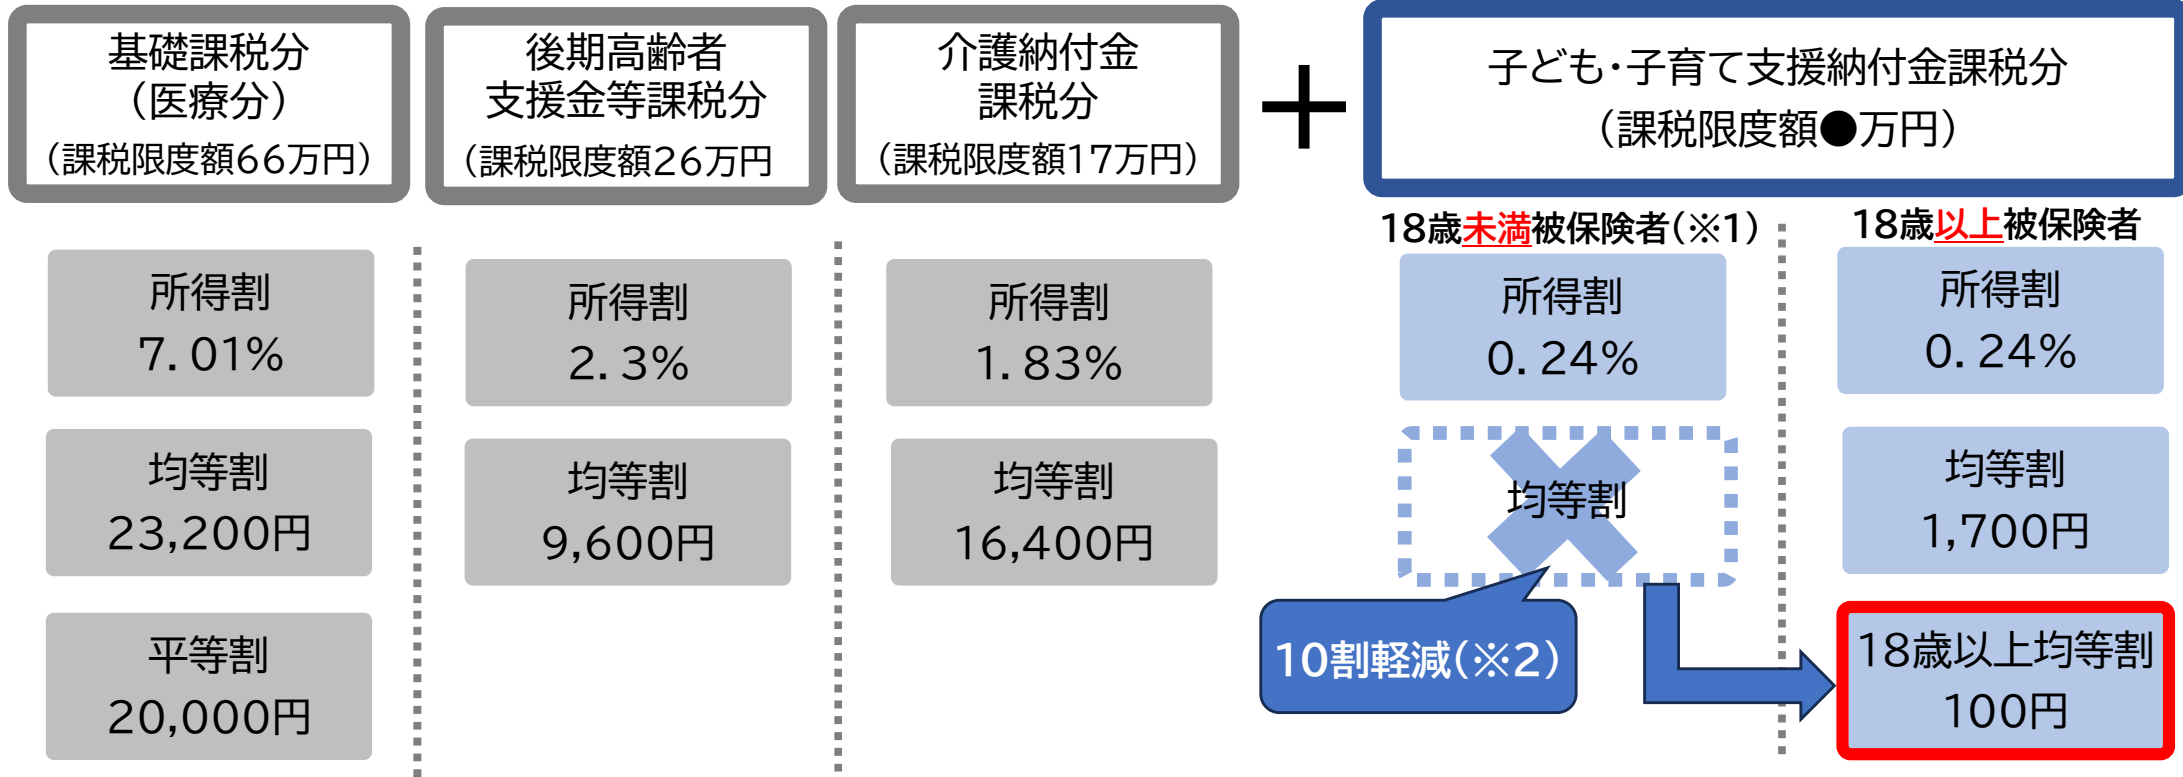 基礎課税分
（医療分）
（課税限度額66万円）
後期高齢者
支援金等課税分
（課税限度額26万円
介護納付金
課税分
（課税限度額17万円）
＋
子ども・子育て支援納付金課税分
（課税限度額●万円）
18歳未満被保険者（※1）
18歳以上被保険者
所得割
7．01％
均等割
23,200円
平等割
20,000円
所得割
2．3％
均等割
9,600円
所得割
1．83％
均等割
16,400円
所得割
0．24％
均等割
10割軽減（※2）
所得割
0．24％
均等割
1,700円
18歳以上均等割
100円